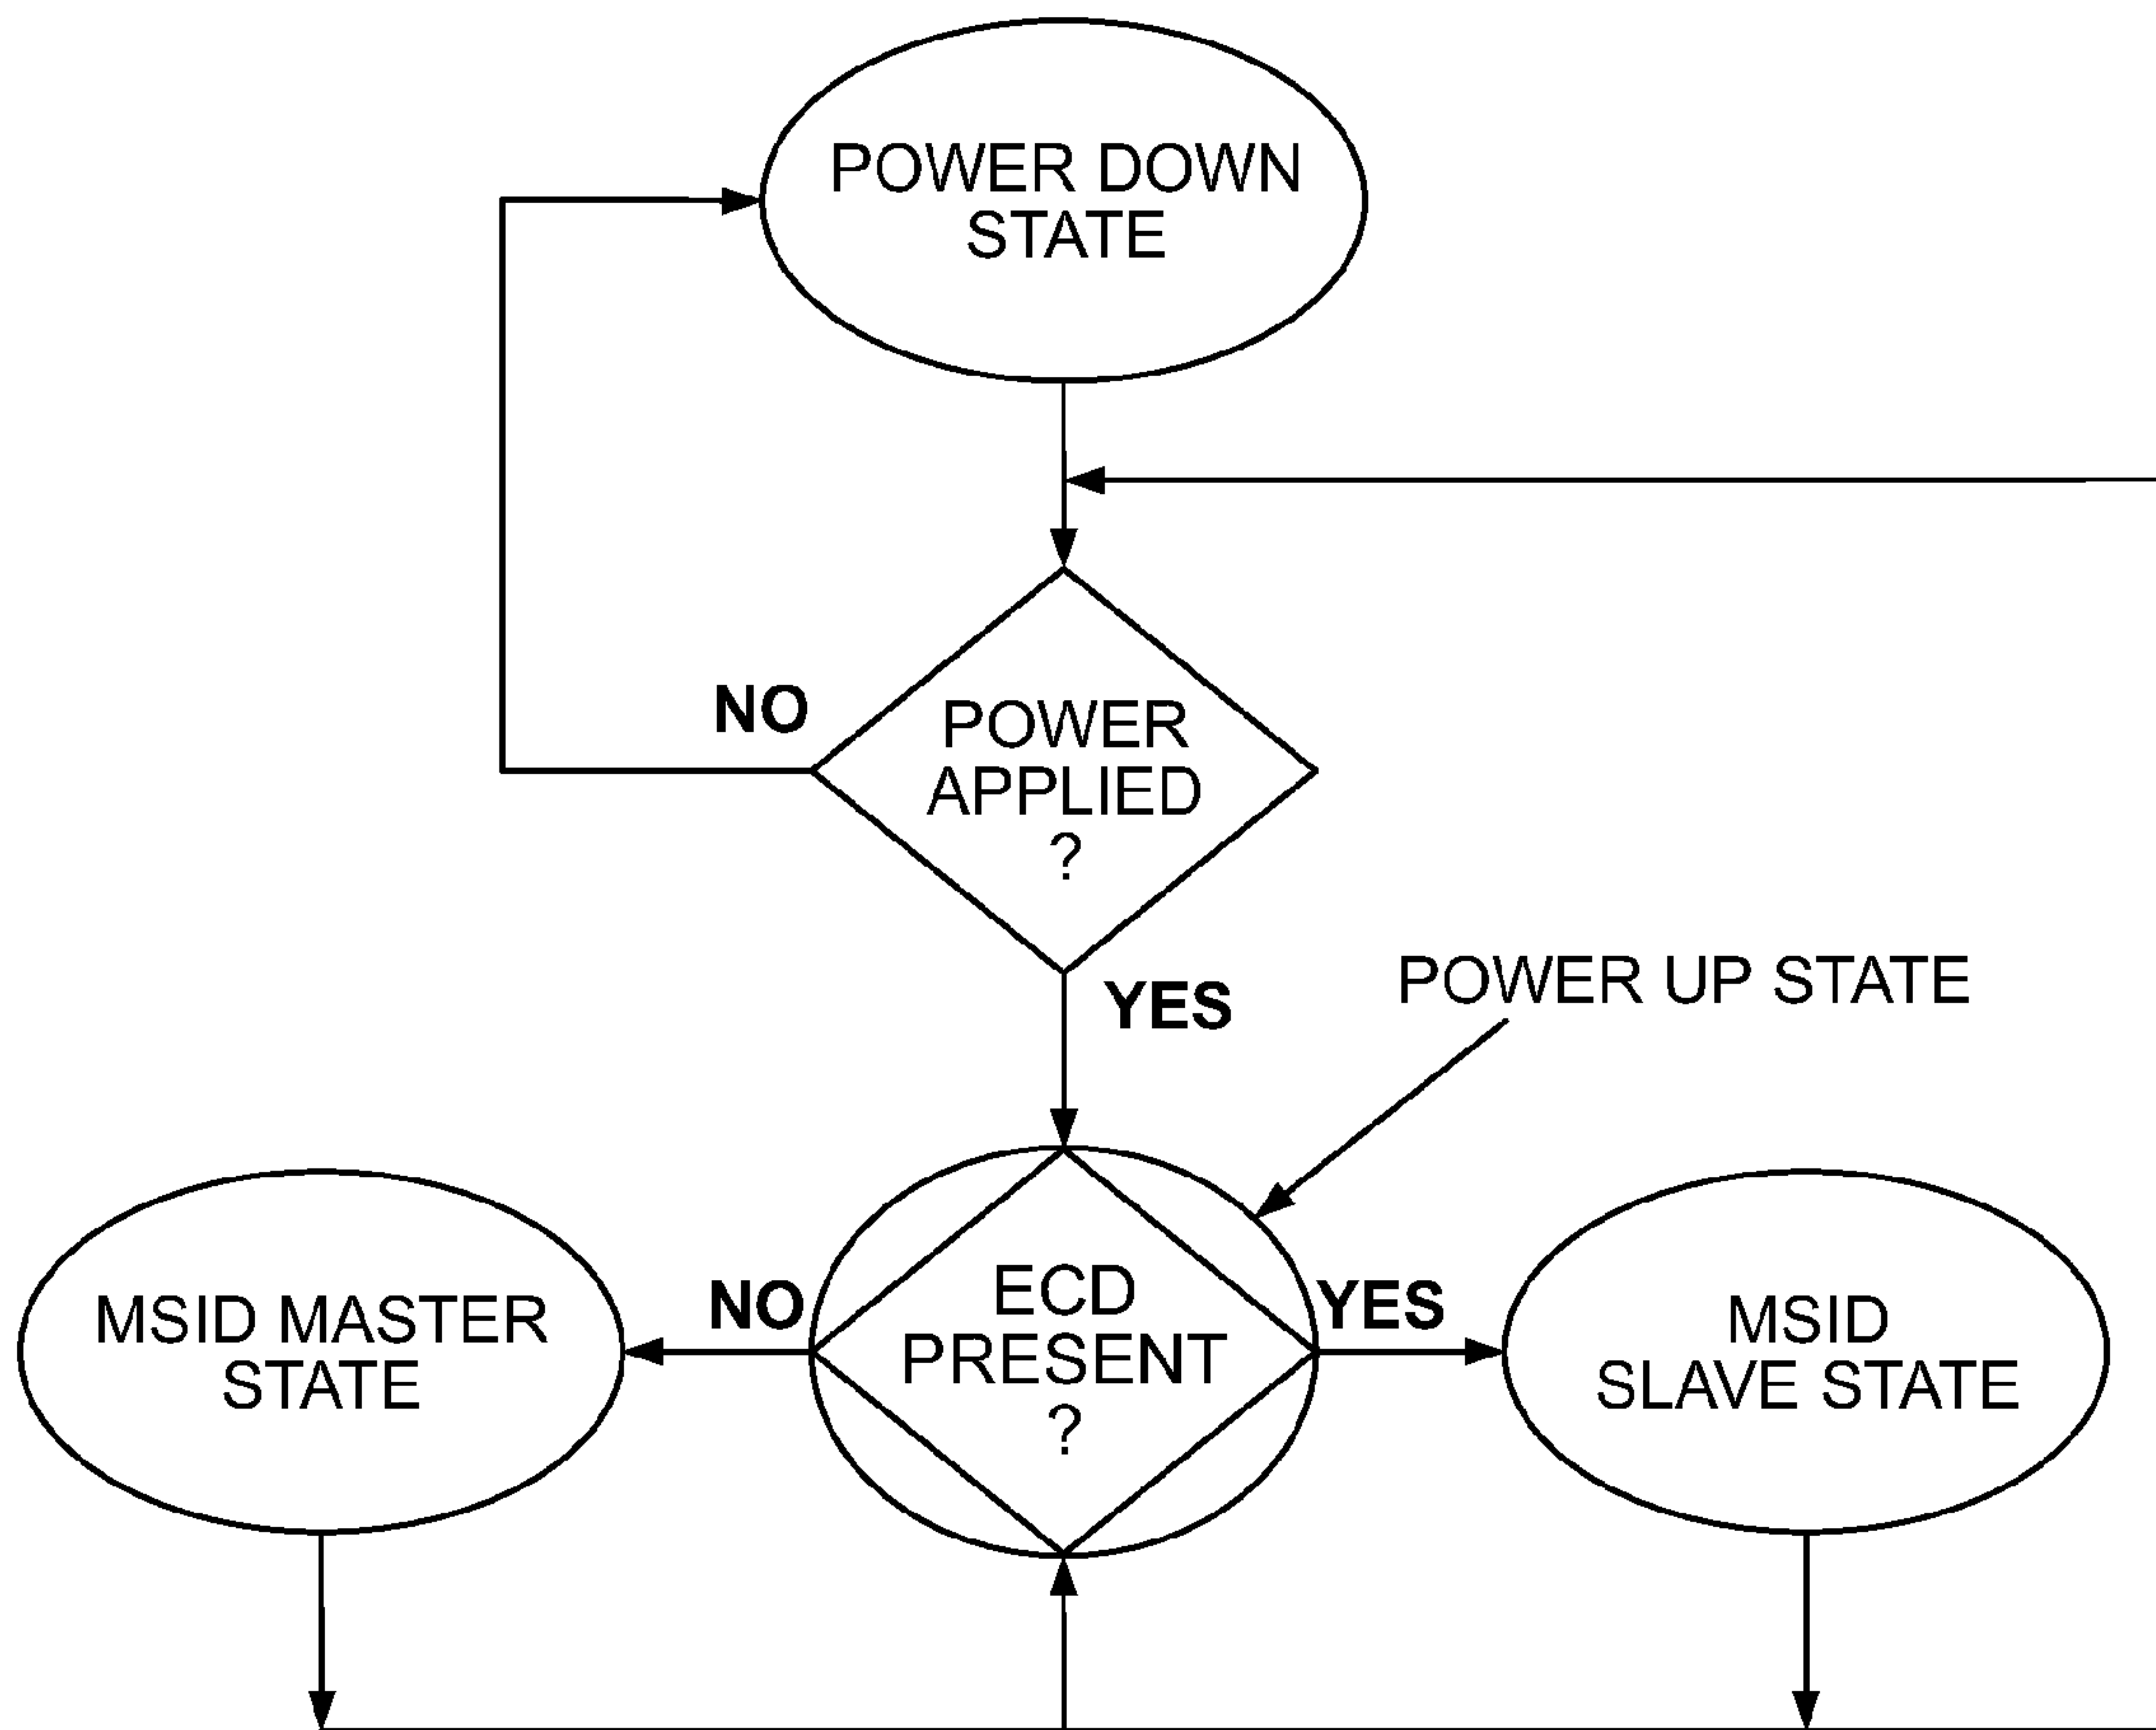 POWER DOWN
STATE
NO
POWER
APPLIED
?
YES
POWER UP STATE
MSID MASTER
STATE
NO
ECD
PRESENT
?
YES
MSID
SLAVE STATE